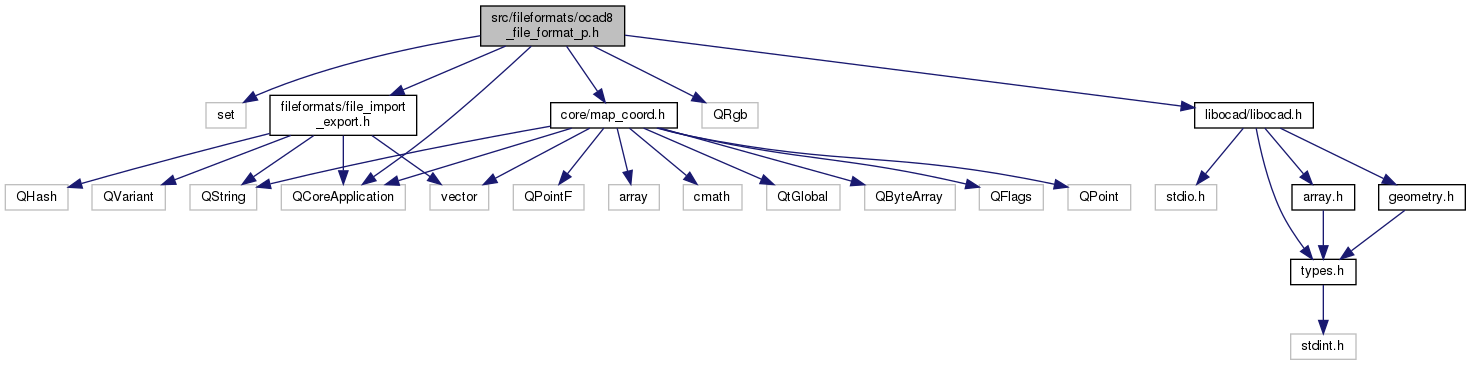 src/fileformats/ocad8
_file_format_p.h
set
fileformats/file_import
_export.h
core/map_coord.h
QRgb
libocad/libocad.h
QHash
QVariant
QString
QCoreApplication
vector
QPointF
array
cmath
QtGlobal
QByteArray
QFlags
QPoint
stdio.h
array.h
geometry.h
types.h
stdint.h